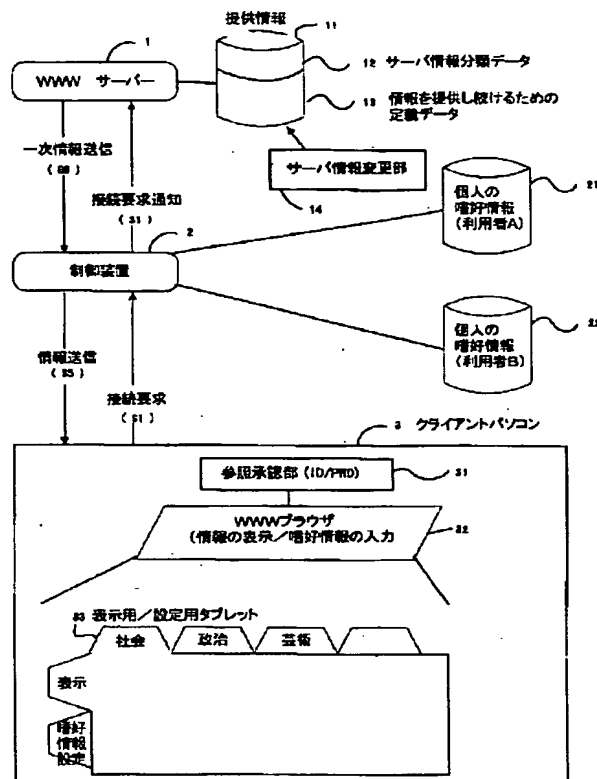 提供情報
11
1
WWW サーバー
12 サーバ情報分類データ
13 情報を提供し続けるための
定義データ
一次情報送信
接続要求通知
(S1)
サーバ情報変更部
14
2
制御装置
21
個人の
嗜好情報
(利用者A)
個人の
嗜好情報
(利用者B)
情報送信
(S5)
接続要求
(S1)
3 クライアントパソコン
参照承認部 (ID/PWD)
31
WWWブラウザ
(情報の表示/嗜好情報の入力
32
33 表示用/設定用タブレット
社会
政治
芸術
表示
嗜好
情報
設定